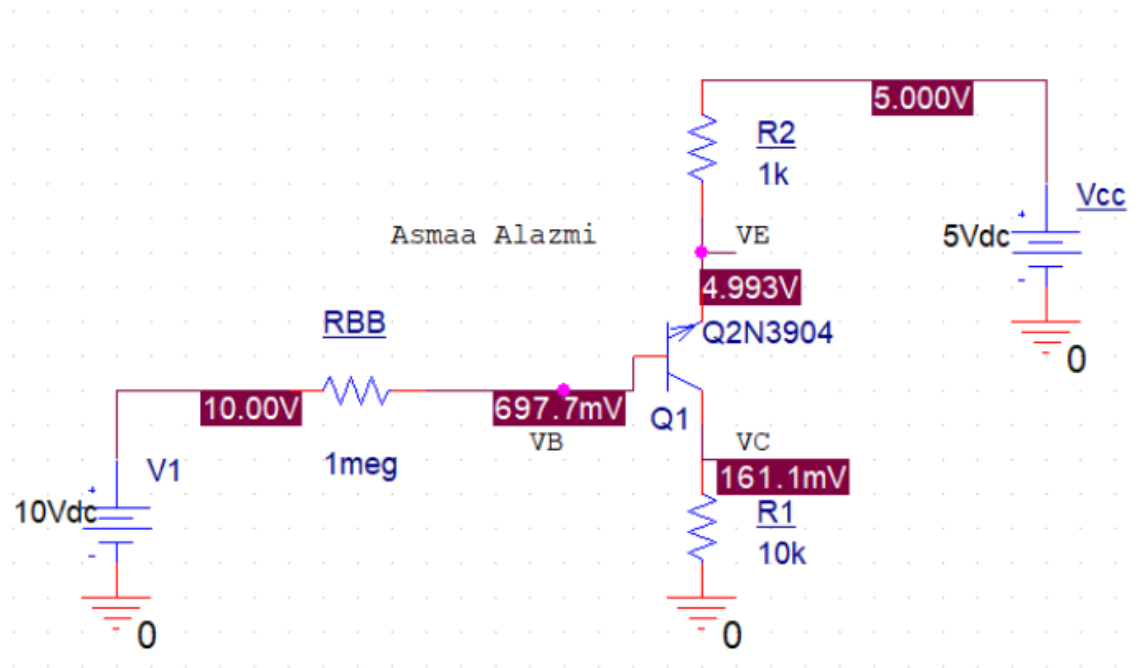 5.000V
R2
1k
Vcc
Asmaa Alazmi
VE
5Vdc
4.993V
RBB
Q2N3904
0
10.00V
697.7mV
Q1
VB
VC
V1
1meg
161.1mV
10Vdc
R1
10k
0
0